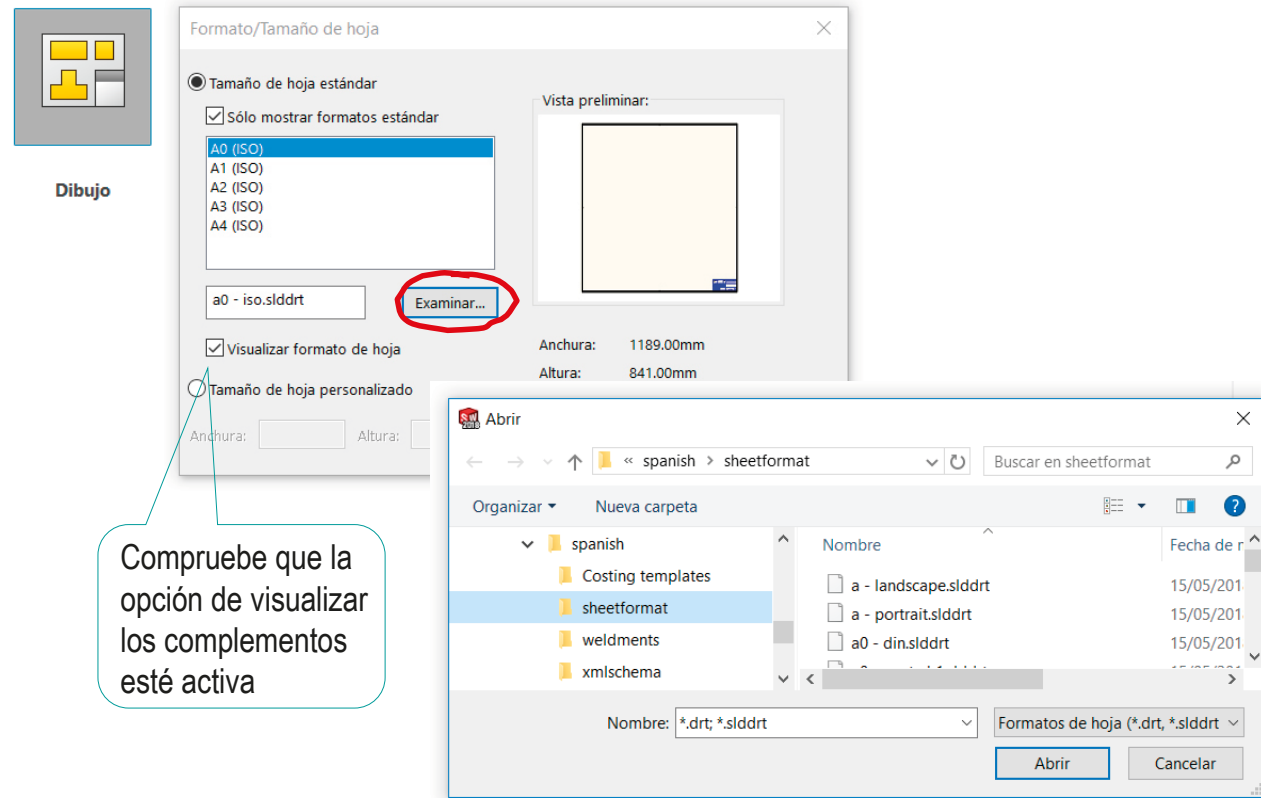 Dibujo
Formato/Tamaño de hoja
Tamaño de hoja estándar
Sólo mostrar formatos estándar
A0 (ISO)
A1 (ISO)
A2 (ISO)
A3 (ISO)
A4 (ISO)
a0 - iso.slddrt
Examinar...
Visualizar formato de hoja
Tamaño de hoja personalizado
Anchura:
Altura:
Vista preliminar:
Anchura: 1189.00mm
Altura: 841.00mm
Compruebe que la
opción de visualizar
los complementos
esté activa
Abrir
« spanish > sheetformat
Buscar en sheetformat
Organizar
Nueva carpeta
spanish
Costing templates
sheetformat
weldments
xmlschema
Nombre
Fecha de
a - landscape.slddrt 15/05/201
a - portrait.slddrt 15/05/201
a0 - din.slddrt 15/05/201
Nombre: *.drt; *.slddrt
Formatos de hoja (*.drt, *.slddrt
Abrir
Cancelar